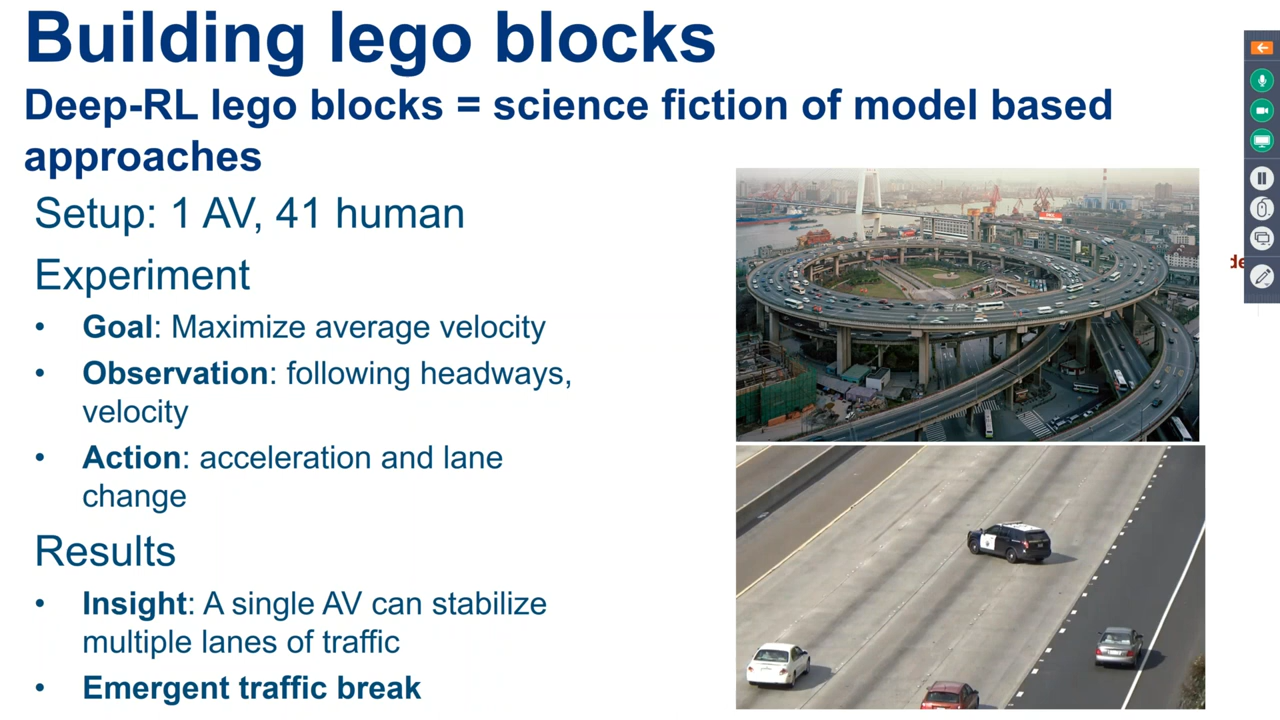 Building lego blocks
Deep-RL lego blocks = science fiction of model based
approaches
Setup: 1 AV, 41 human
Experiment
• Goal: Maximize average velocity
• Observation: following headways,
velocity
• Action: acceleration and lane
change
Results
• Insight: A single AV can stabilize
multiple lanes of traffic
• Emergent traffic break